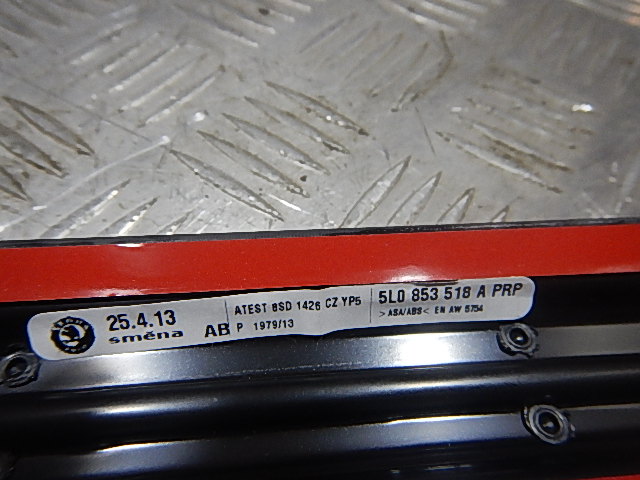 25.4.13
směna AB
ATEST 8SD 1426 CZ YP5
P 1979/13
5L0 853 518 A PRP
>ASA/ABS< EN AW 5754